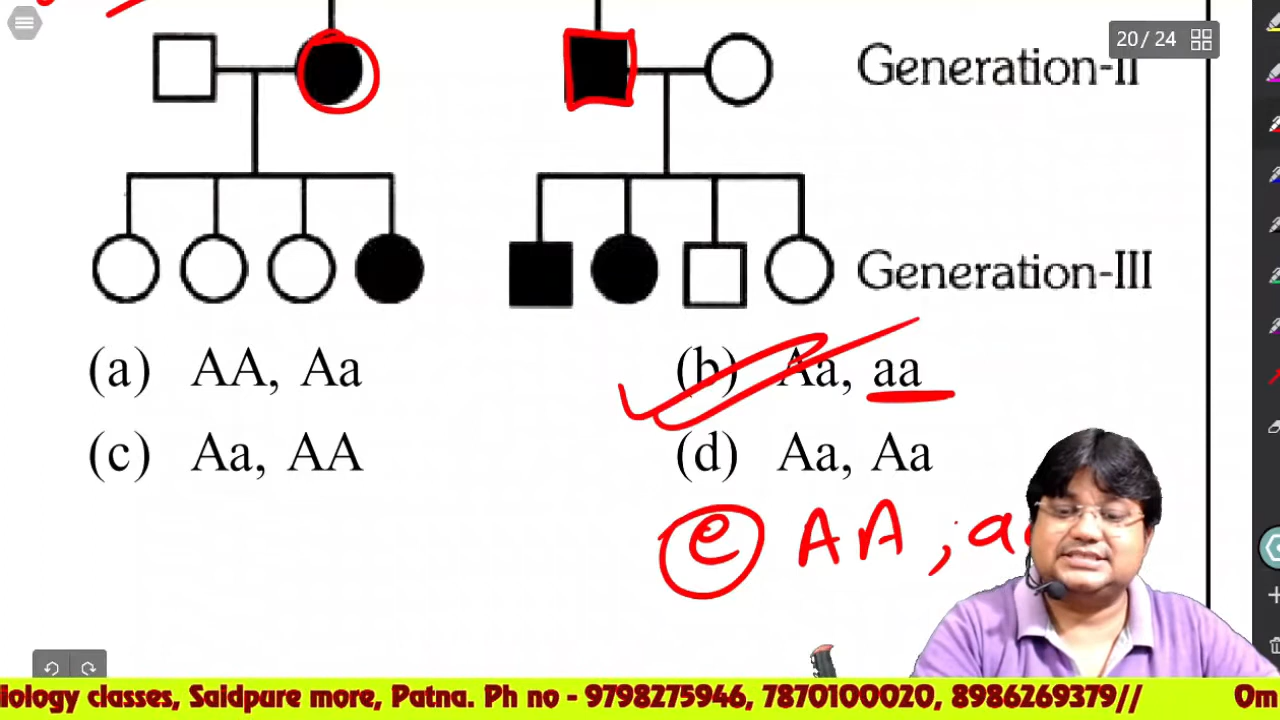 20 / 24
Generation-II
Generation-III
(a) AA, Aa
(b) Aa, aa
(c) Aa, AA
(d) Aa, Aa
e AA, a
iology classes, Saidpure more, Patna. Ph no - 9798275946, 7870100020, 8986269379// Om